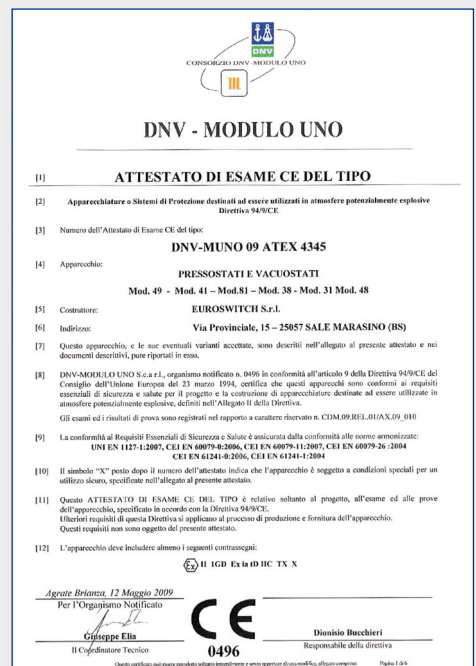 DNV
CONSORZIO DNV-MODULO UNO
DNV - MODULO UNO
[1] ATTESTATO DI ESAME CE DEL TIPO
[2] Apparecchiature o Sistemi di Protezione destinati ad essere utilizzati in atmosfere potenzialmente esplosive
Direttiva 94/9/CE
[3] Numero dell'Attestato di Esame CE del tipo:
DNV-MUNO 09 ATEX 4345
[4] Apparecchio:
PRESSOSTATI E VACUOSTATI
Mod. 49 - Mod. 41 – Mod.81 – Mod. 38 - Mod. 31 Mod. 48
[5] Costruttore: EUROSWITCH S.r.l.
[6] Indirizzo: Via Provinciale, 15 – 25057 SALE MARASINO (BS)
[7] Questo apparecchio, e le sue eventuali varianti accettate, sono descritti nell'allegato al presente attestato e nei
documenti descrittivi, pure riportati in esso.
[8] DNV-MODULO UNO S.c.a r.l., organismo notificato n. 0496 in conformità all'articolo 9 della Direttiva 94/9/CE del
Consiglio dell'Unione Europea del 23 marzo 1994, certifica che questi apparecchi sono conformi ai requisiti
essenziali di sicurezza e salute per il progetto e la costruzione di apparecchiature destinate ad essere utilizzate in
atmosfere potenzialmente esplosive, definiti nell'Allegato II della Direttiva.
Gli esami ed i risultati di prova sono registrati nel rapporto a carattere riservato n. CDM.09.REL.01/AX.09_010
[9] La conformità ai Requisiti Essenziali di Sicurezza e Salute è assicurata dalla conformità alle norme armonizzate:
UNI EN 1127-1:2007, CEI EN 60079-0:2006, CEI EN 60079-11:2007, CEI EN 60079-26 :2004
CEI EN 61241-0:2006, CEI EN 61241-1:2004
[10] Il simbolo "X" posto dopo il numero dell'attestato indica che l'apparecchio è soggetto a condizioni speciali per un
utilizzo sicuro, specificate nell'allegato al presente attestato.
[11] Questo ATTESTATO DI ESAME CE DEL TIPO è relativo soltanto al progetto, all'esame ed alle prove
dell'apparecchio, specificato in accordo con la Direttiva 94/9/CE.
Ulteriori requisiti di questa Direttiva si applicano al processo di produzione e fornitura dell'apparecchio.
Questi requisiti non sono oggetto del presente attestato.
[12] L'apparecchio deve includere almeno i seguenti contrassegni:
Ex II 1GD Ex ia tD IIC TX X
Agrate Brianza, 12 Maggio 2009
Per l'Organismo Notificato
Giuseppe Elia
Il Coordinatore Tecnico
CE
0496
Dionisio Bucchieri
Responsabile della direttiva
Questo certificato può essere riprodotto soltanto integralmente e senza apportare alcuna modifica, allegato compreso. Pagina 1 di 6